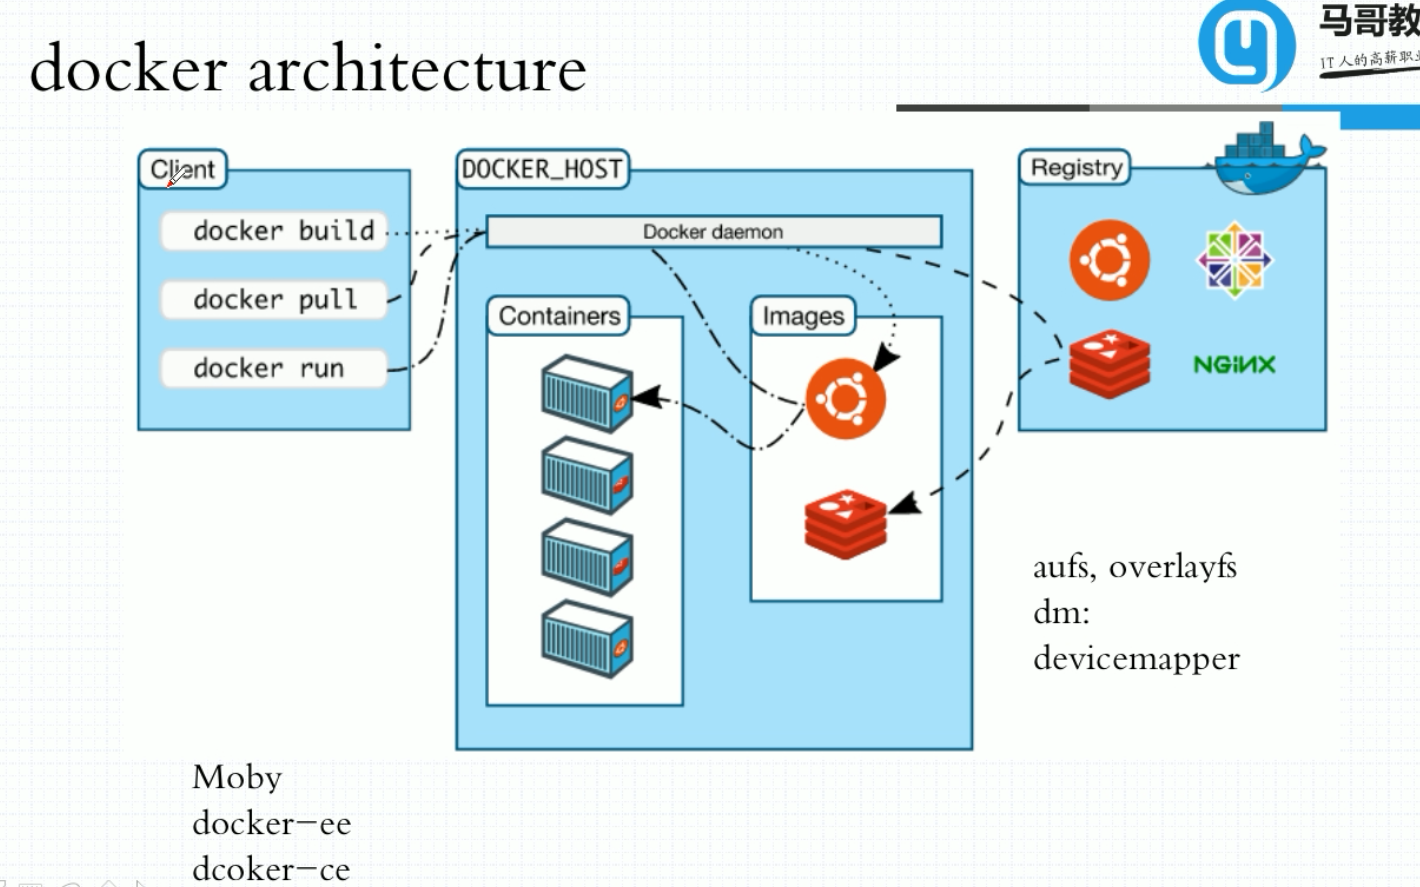 docker architecture
马哥教
IT人的高薪职业
Client
docker build
docker pull
docker run
DOCKER_HOST
Docker daemon
Containers
Images
Registry
NGiNX
aufs, overlayfs
dm:
devicemapper
Moby
docker-ee
dcoker-ce